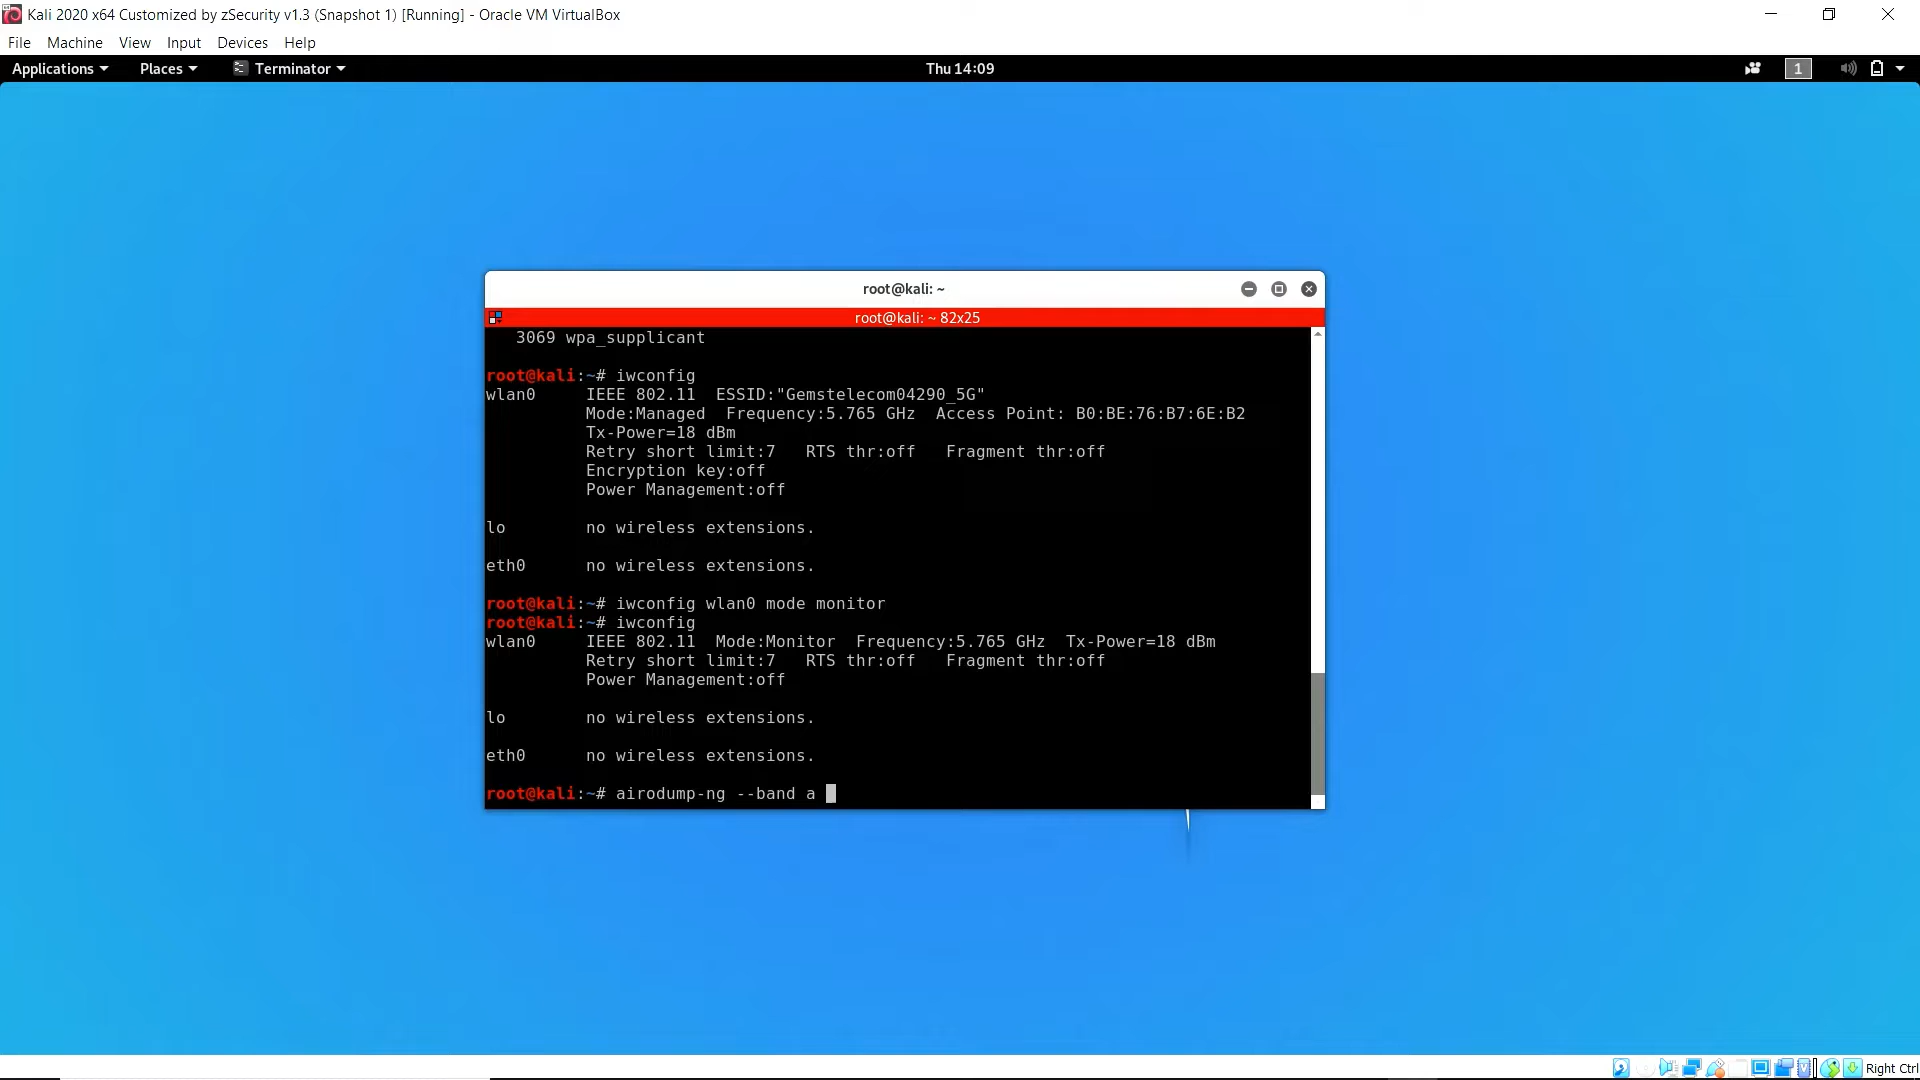 Kali 2020 x64 Customized by zSecurity v1.3 (Snapshot 1) [Running] - Oracle VM VirtualBox
File Machine View Input Devices Help
Applications Places Terminator Thu 14:09 1
root@kali: ~
root@kali: ~ 82x25
3069 wpa_supplicant
root@kali:~# iwconfig
wlan0 IEEE 802.11 ESSID:"Gemstelecom04290_5G"
Mode:Managed Frequency:5.765 GHz Access Point: B0:BE:76:B7:6E:B2
Tx-Power=18 dBm
Retry short limit:7 RTS thr:off Fragment thr:off
Encryption key:off
Power Management:off
lo no wireless extensions.
eth0 no wireless extensions.
root@kali:~# iwconfig wlan0 mode monitor
root@kali:~# iwconfig
wlan0 IEEE 802.11 Mode:Monitor Frequency:5.765 GHz Tx-Power=18 dBm
Retry short limit:7 RTS thr:off Fragment thr:off
Power Management:off
lo no wireless extensions.
eth0 no wireless extensions.
root@kali:~# airodump-ng --band a
Right Ctrl